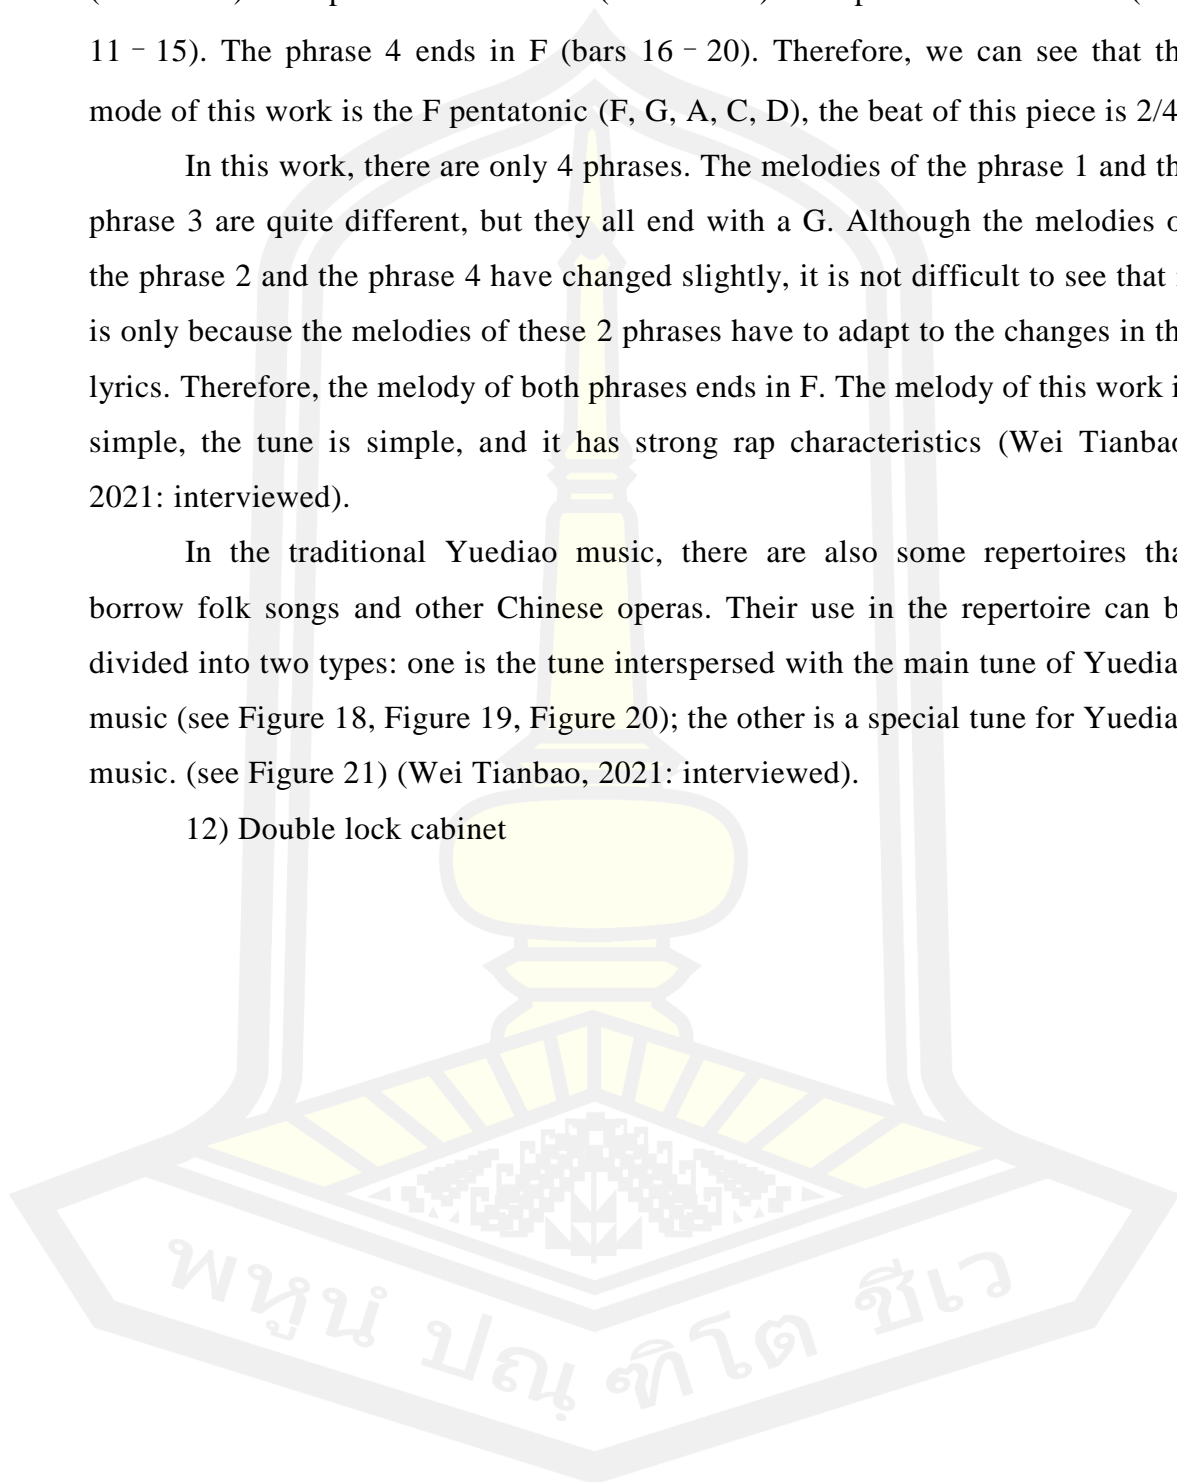 11 – 15). The phrase 4 ends in F (bars 16 – 20). Therefore, we can see that th
mode of this work is the F pentatonic (F, G, A, C, D), the beat of this piece is 2/4
In this work, there are only 4 phrases. The melodies of the phrase 1 and th
phrase 3 are quite different, but they all end with a G. Although the melodies o
the phrase 2 and the phrase 4 have changed slightly, it is not difficult to see that
is only because the melodies of these 2 phrases have to adapt to the changes in th
lyrics. Therefore, the melody of both phrases ends in F. The melody of this work i
simple, the tune is simple, and it has strong rap characteristics (Wei Tianbao
2021: interviewed).
In the traditional Yuediao music, there are also some repertoires tha
borrow folk songs and other Chinese operas. Their use in the repertoire can b
divided into two types: one is the tune interspersed with the main tune of Yuedia
music (see Figure 18, Figure 19, Figure 20); the other is a special tune for Yuedia
music. (see Figure 21) (Wei Tianbao, 2021: interviewed).
12) Double lock cabinet
พหูนํ ปณฺฑิโต ชีเว